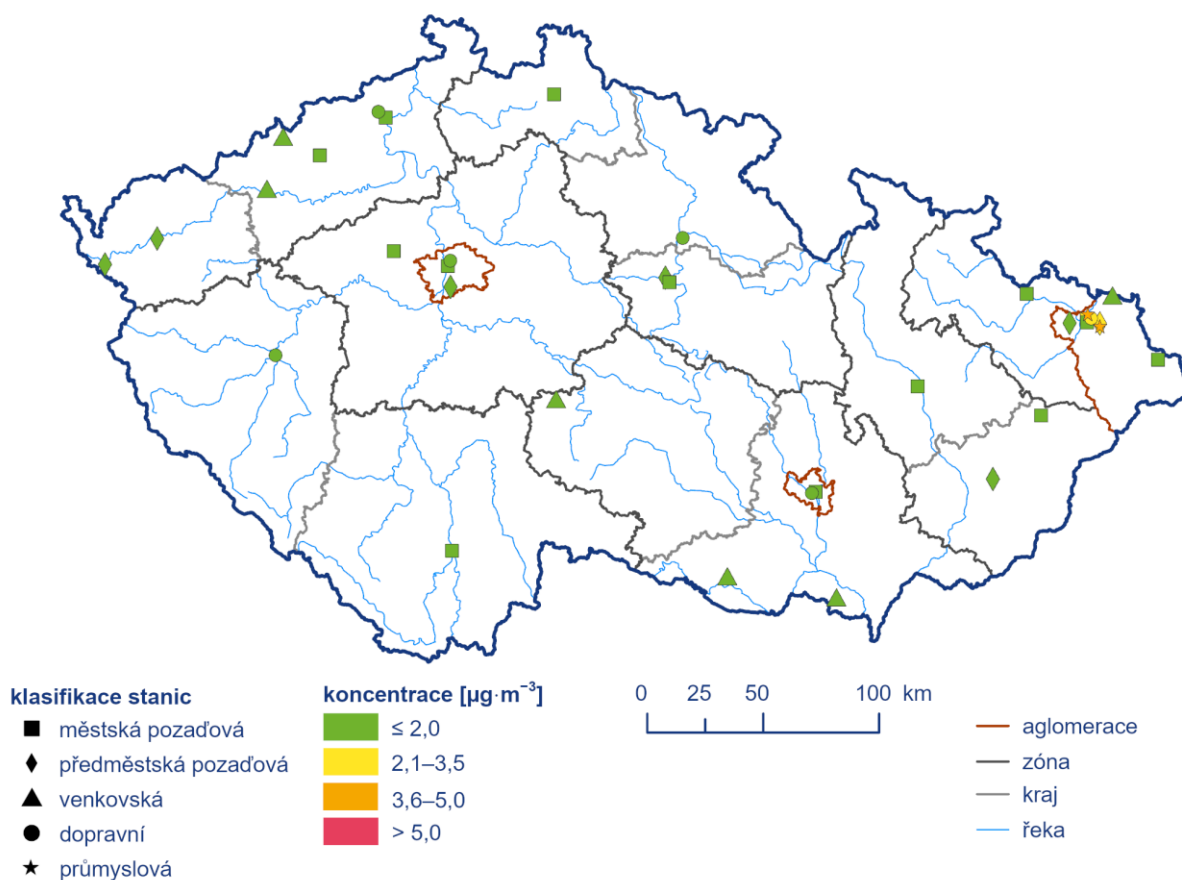 klasifikace stanic
městská pozaďová
předměstská pozaďová
venkovská
dopravní
průmyslová
koncentrace [µg·m⁻³]
≤ 2,0
2,1–3,5
3,6–5,0
> 5,0
0 25 50 100 km
aglomerace
zóna
kraj
řeka